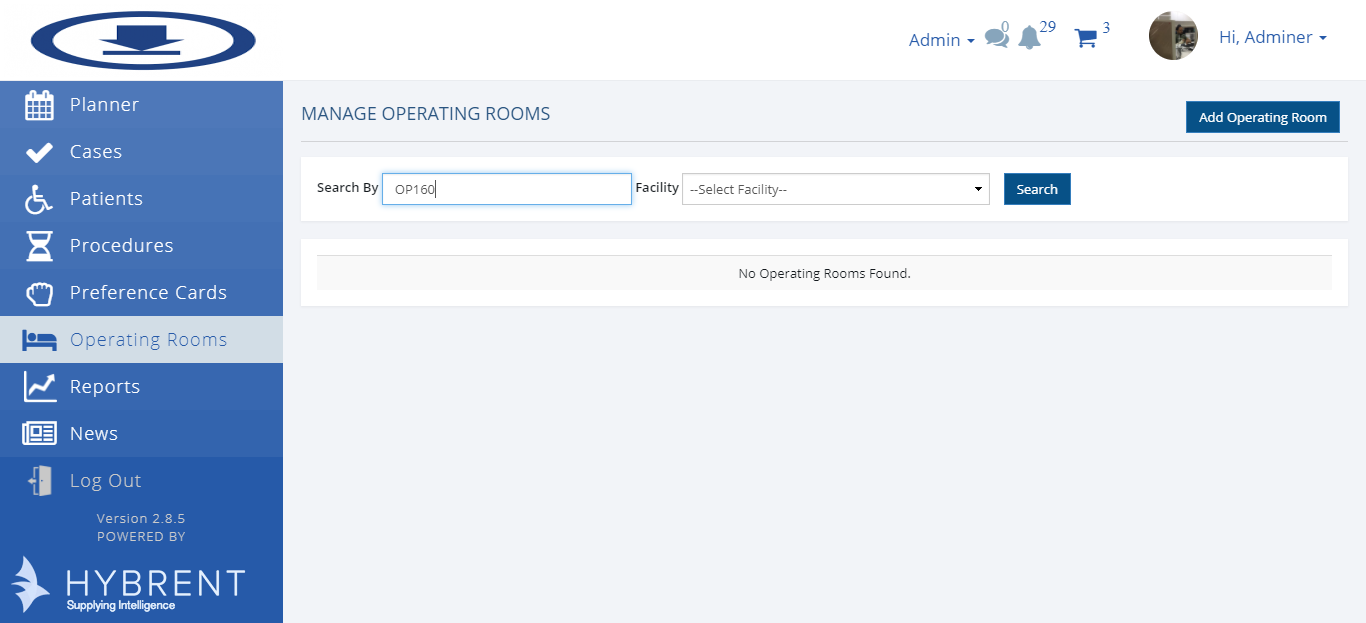 Admin 0 29 3 Hi, Adminer
Planner
Cases
Patients
Procedures
Preference Cards
Operating Rooms
Reports
News
Log Out
Version 2.8.5
POWERED BY
HYBRENT
Supplying Intelligence
MANAGE OPERATING ROOMS Add Operating Room
Search By OP160 Facility --Select Facility-- Search
No Operating Rooms Found.